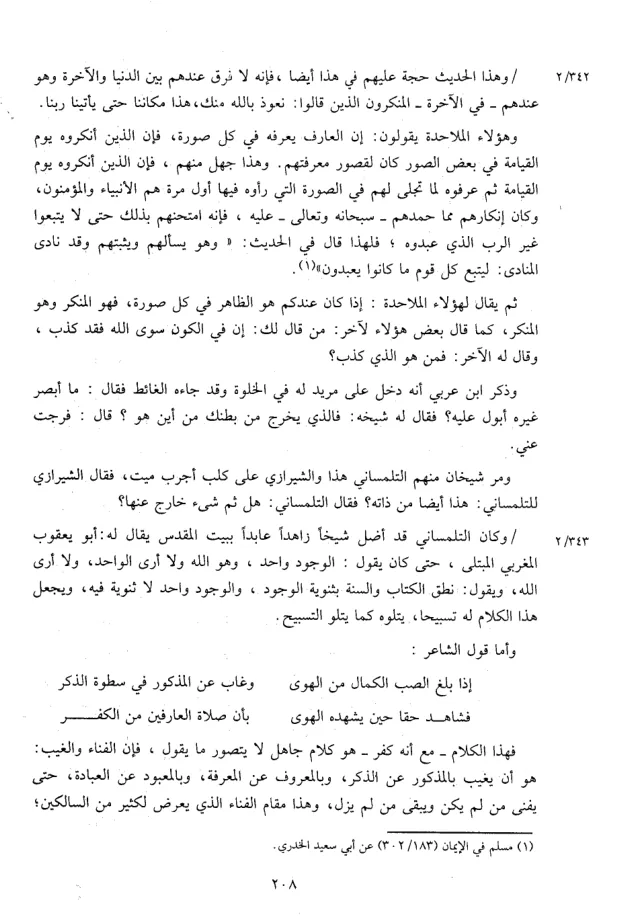 ٢/٣٤٢ / وهذا الحديث حجة عليهم في هذا أيضا ، فإنه لا فرق عندهم بين الدنيا والآخرة وهو
عندهم ـ في الآخرة ـ المنكرون الذين قالوا: نعوذ بالله منك، هذا مكاننا حتى يأتينا ربنا.
وهؤلاء الملاحدة يقولون: إن العارف يعرفه في كل صورة، فإن الذين أنكروه يوم
القيامة في بعض الصور كان لقصور معرفتهم. وهذا جهل منهم ، فإن الذين أنكروه يوم
القيامة ثم عرفوه لما تجلى لهم في الصورة التي رأوه فيها أول مرة هم الأنبياء والمؤمنون،
وكان إنكارهم مما حمدهم ـ سبحانه وتعالى ـ عليه ، فإنه امتحنهم بذلك حتى لا يتبعوا
غير الرب الذي عبدوه ؛ فلهذا قال في الحديث: « وهو يسألهم ويثبتهم وقد نادى
المنادى: ليتبع كل قوم ما كانوا يعبدون»(١).
ثم يقال لهؤلاء الملاحدة : إذا كان عندكم هو الظاهر في كل صورة، فهو المنكر وهو
المنكر، كما قال بعض هؤلاء لآخر: من قال لك: إن في الكون سوى الله فقد كذب ،
وقال له الآخر: فمن هو الذي كذب؟
وذكر ابن عربي أنه دخل على مريد له في الخلوة وقد جاءه الغائط فقال : ما أبصر
غيره أبول عليه؟ فقال له شيخه: فالذي يخرج من بطنك من أين هو ؟ قال : فرجت
عني.
ومر شيخان منهم التلمساني هذا والشيرازي على كلب أجرب ميت، فقال الشيرازي
للتلمساني: هذا أيضا من ذاته؟ فقال التلمساني: هل ثم شىء خارج عنها؟
٢/٣٤٣ / وكان التلمساني قد أضل شيخاً زاهداً عابداً ببيت المقدس يقال له: أبو يعقوب
المغربي المبتلى ، حتى كان يقول : الوجود واحد ، وهو الله ولا أرى الواحد، ولا أرى
الله، ويقول: نطق الكتاب والسنة بثنوية الوجود ، والوجود واحد لا ثنوية فيه، ويجعل
هذا الكلام له تسبيحا، يتلوه كما يتلو التسبيح.
وأما قول الشاعر :
إذا بلغ الصب الكمال من الهوى وغاب عن المذكور في سطوة الذكر
فشاهــد حقا حين يشهده الهوى بأن صلاة العارفين من الكفـــــر
فهذا الكلام ـ مع أنه كفر ـ هو كلام جاهل لا يتصور ما يقول ، فإن الفناء والغيب:
هو أن يغيب بالمذكور عن الذكر، وبالمعروف عن المعرفة، وبالمعبود عن العبادة، حتى
يفنى من لم يكن ويبقى من لم يزل، وهذا مقام الفناء الذي يعرض لكثير من السالكين؛
(١) مسلم في الإيمان (١٨٣/ ٣٠٢) عن أبي سعيد الخدري.
٢٠٨